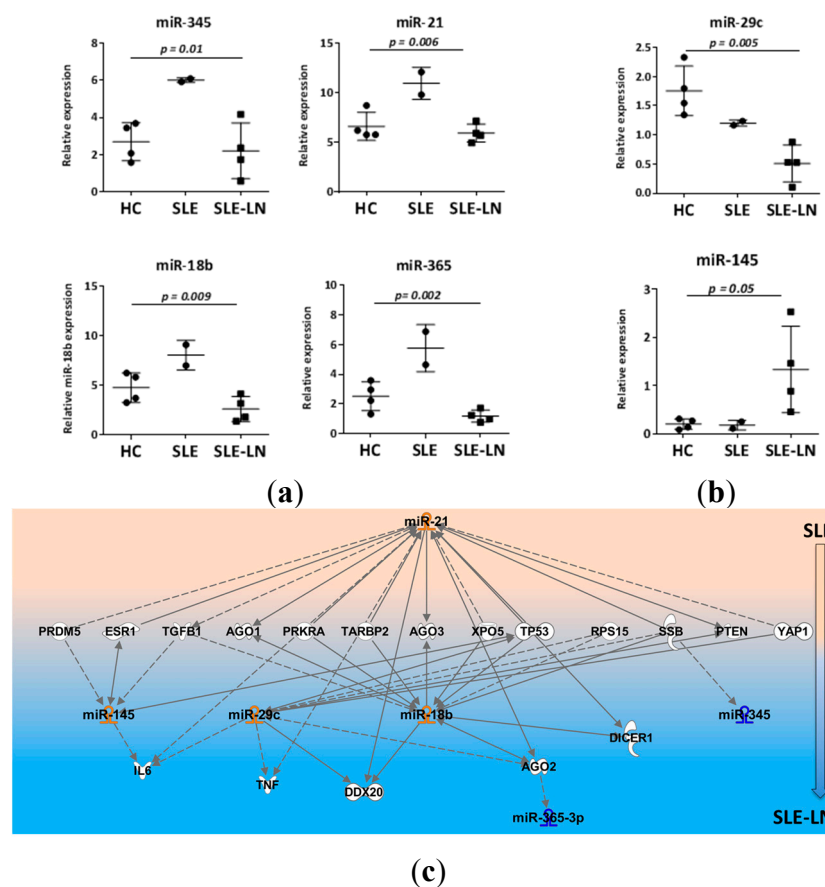 miR-345
Relative expression
8
6
4
2
0
p = 0.01
HC SLE SLE-LN
miR-21
Relative expression
15
10
5
0
p = 0.006
HC SLE SLE-LN
miR-29c
Relative expression
2.5
2.0
1.5
1.0
0.5
0.0
p = 0.005
HC SLE SLE-LN
miR-18b
Relative miR-18b expression
15
10
5
0
p = 0.009
HC SLE SLE-LN
miR-365
Relative expression
10
8
6
4
2
0
p= 0.002
HC SLE SLE-LN
miR-145
Relative expression
3
2
1
0
p = 0.05
HC SLE SLE-LN
(a) (b)
miR-21
PRDM5 ESR1 TGFB1 AGO1 PRKRA TARBP2 AGO3 XPO5 TP53 RPS15 SSB PTEN YAP1
miR-145 miR-29c miR-18b miR-345
DICER1
IL6 TNF DDX20 AGO2
miR-365-3p
SLE-LN
(c)